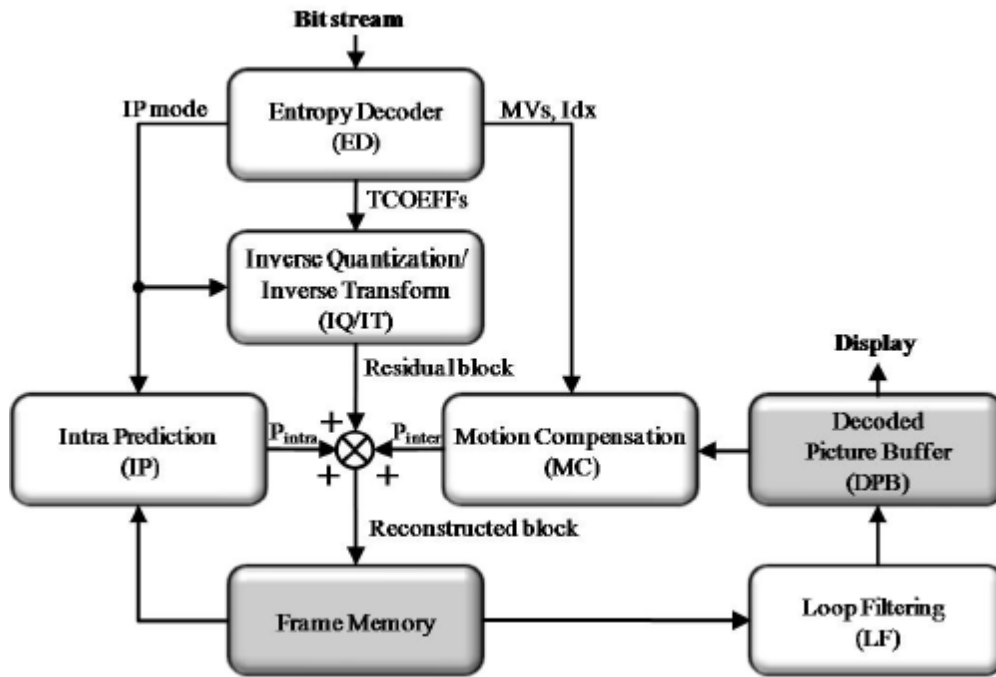 Bit stream
IP mode
Entropy Decoder
(ED)
MVs, Idx
TCOEFFs
Inverse Quantization/
Inverse Transform
(IQ/IT)
Residual block
Display
Intra Prediction
(IP)
Pintra
+
+
+
Pinter
Motion Compensation
(MC)
Decoded
Picture Buffer
(DPB)
Reconstructed block
Frame Memory
Loop Filtering
(LF)